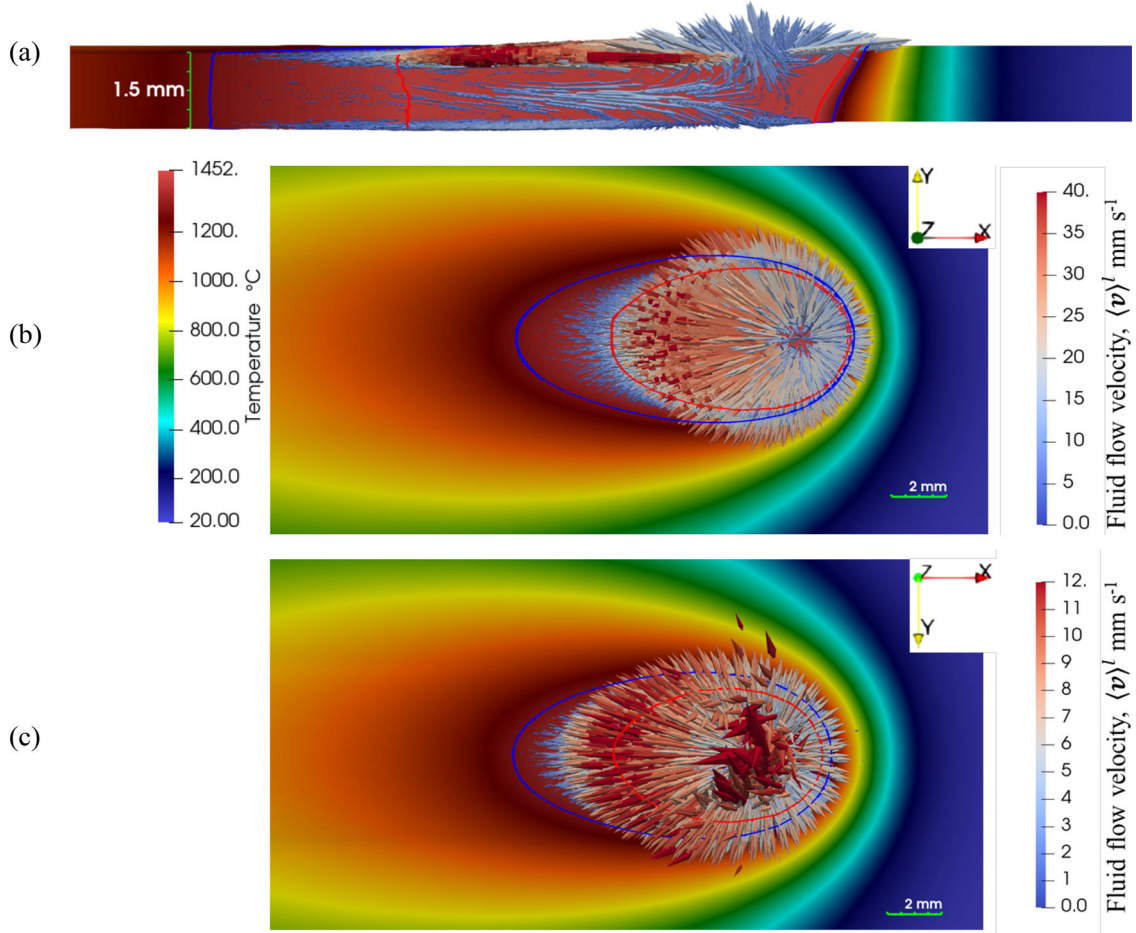 (a)
1.5 mm
(b)
1452.
1200.
1000.0
800.0
600.0
400.0
200.0
20.00
Temperature °C
Y
Z
X
2 mm
40.
35
30
25
20
15
10
5
0.0
Fluid flow velocity, ⟨v⟩ˡ mm s⁻¹
(c)
Z
X
Y
2 mm
12.
11
10
9
8
7
6
5
4
3
2
1
0.0
Fluid flow velocity, ⟨v⟩ˡ mm s⁻¹